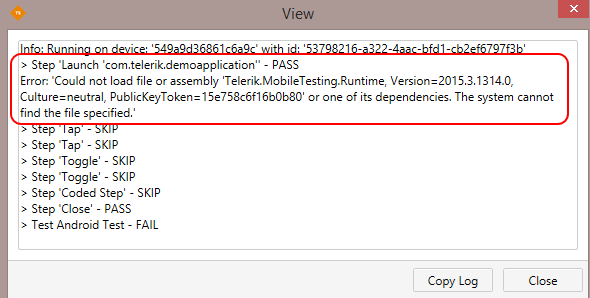 View
Info: Running on device: '549a9d36861c6a9c' with id: '53798216-a322-4aac-bfd1-cb2ef6797f3b'
> Step 'Launch 'com.telerik.demoapplication'' - PASS
Error: 'Could not load file or assembly 'Telerik.MobileTesting.Runtime, Version=2015.3.1314.0,
Culture=neutral, PublicKeyToken=15e758c6f16b0b80' or one of its dependencies. The system cannot
find the file specified.'
> Step 'Tap' - SKIP
> Step 'Tap' - SKIP
> Step 'Toggle' - SKIP
> Step 'Toggle' - SKIP
> Step 'Coded Step' - SKIP
> Step 'Close' - PASS
> Test Android Test - FAIL
Copy Log
Close